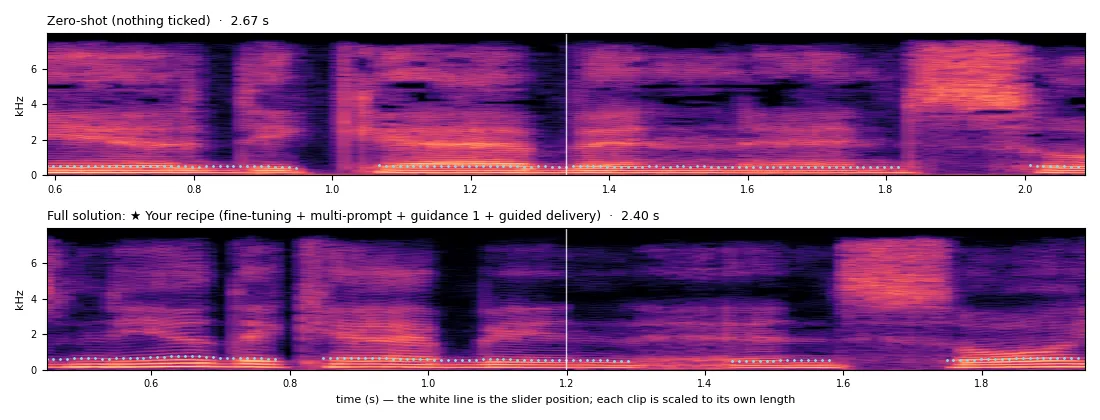 Zero-shot (nothing ticked)  ·  2.67 s
kHz
6
4
2
0
0.6 0.8 1.0 1.2 1.4 1.6 1.8 2.0
Full solution: ★ Your recipe (fine-tuning + multi-prompt + guidance 1 + guided delivery)  ·  2.40 s
kHz
6
4
2
0
0.6 0.8 1.0 1.2 1.4 1.6 1.8
time (s) — the white line is the slider position; each clip is scaled to its own length